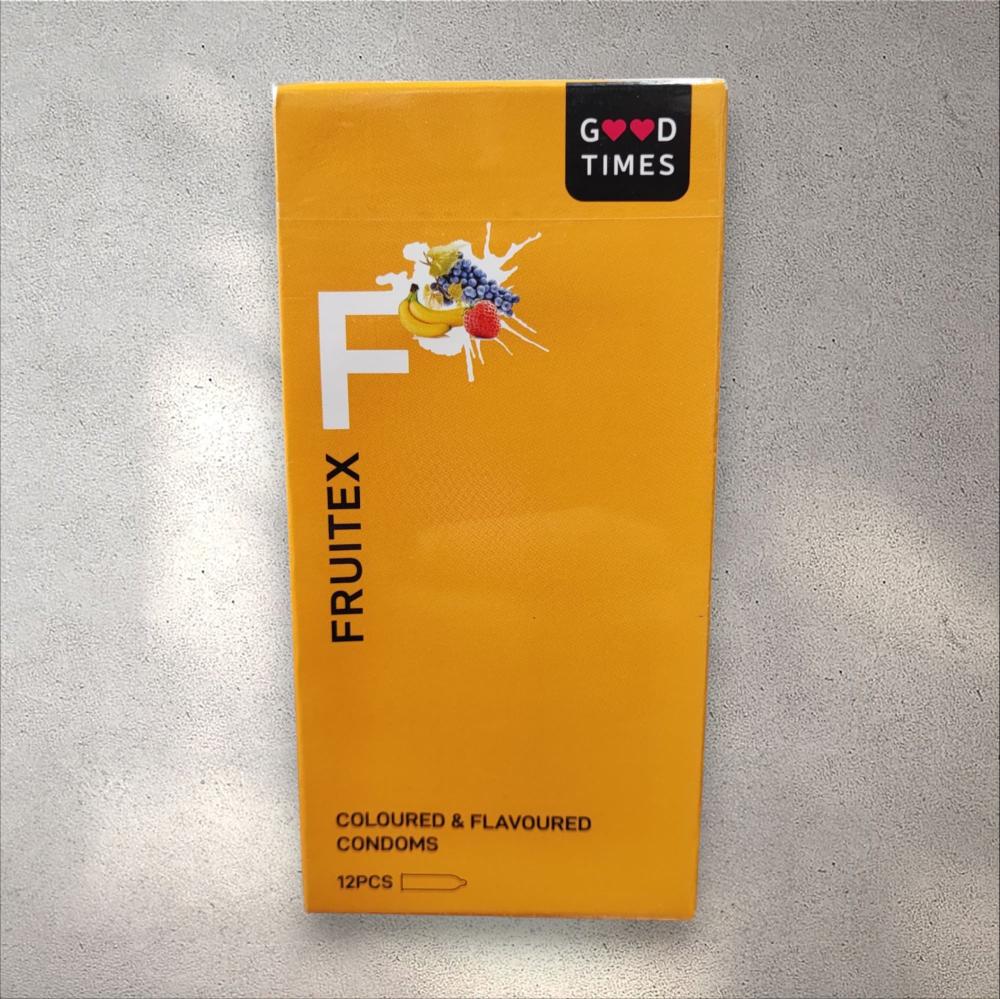 GOOD
TIMES
F
FRUITEX
COLOURED & FLAVOURED
CONDOMS
12PCS